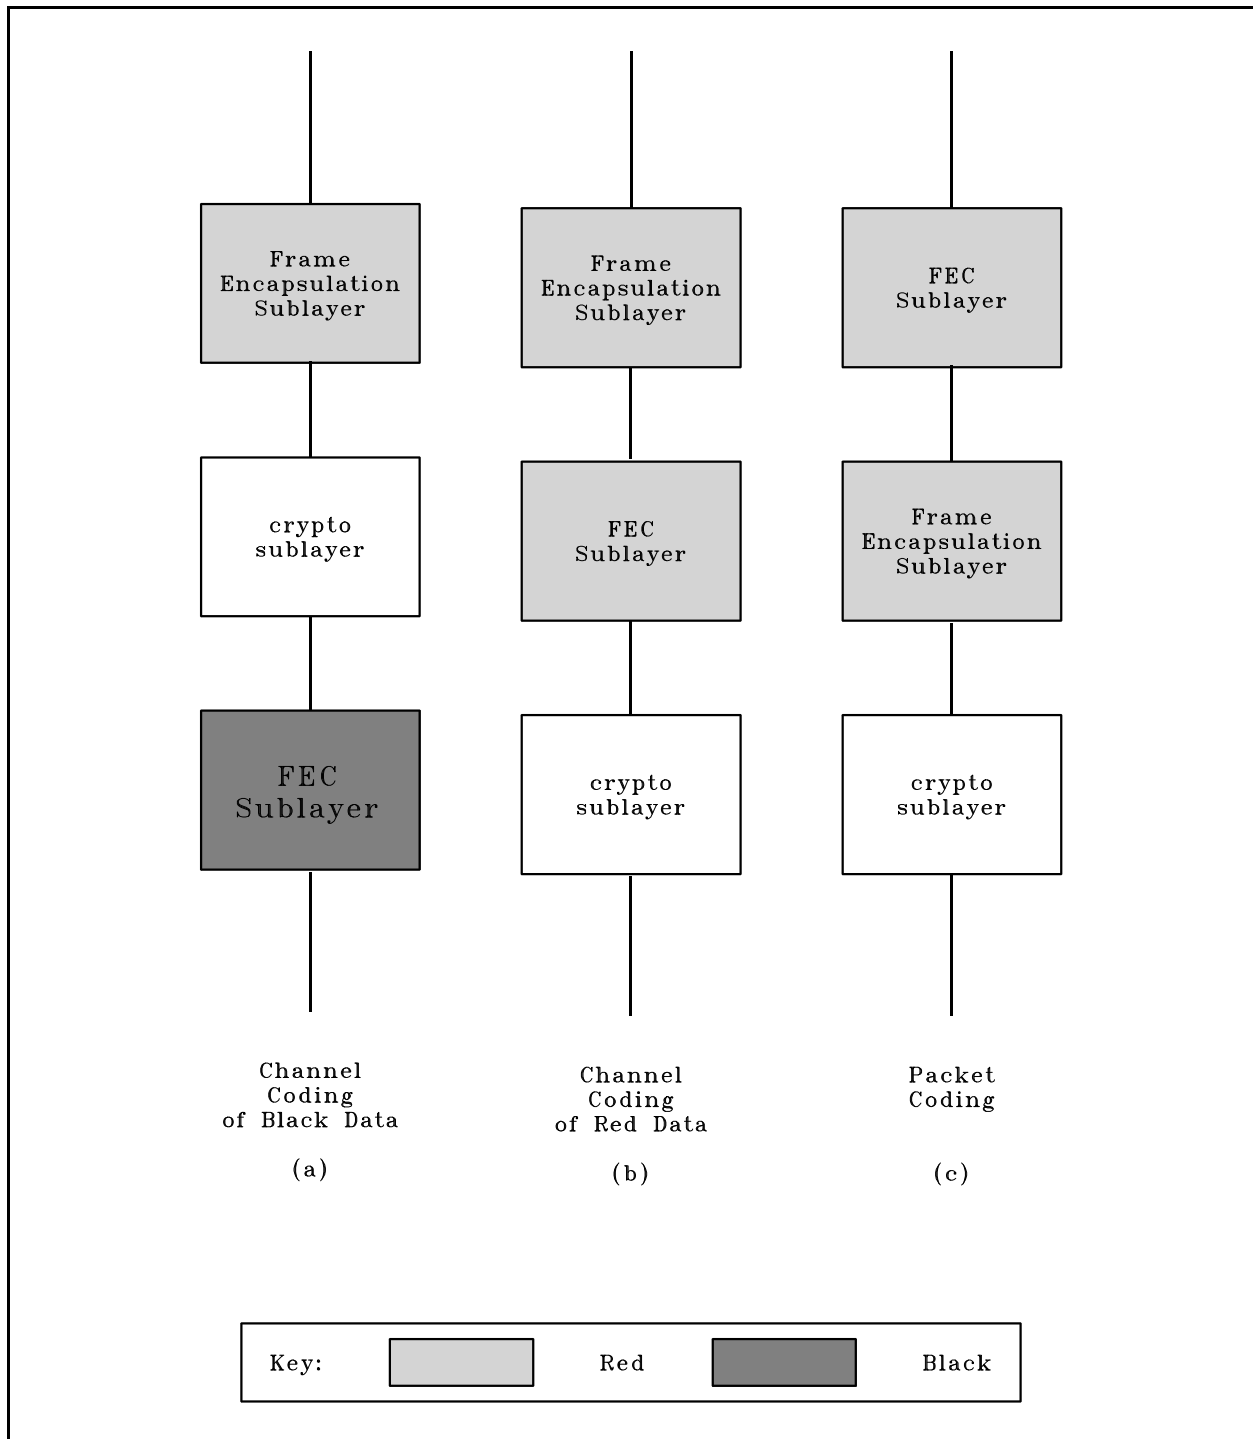 Frame
Encapsulation
Sublayer
crypto
sublayer
FEC
Sublayer
Channel
Coding
of Black Data
(a)
Frame
Encapsulation
Sublayer
FEC
Sublayer
crypto
sublayer
Channel
Coding
of Red Data
(b)
FEC
Sublayer
Frame
Encapsulation
Sublayer
crypto
sublayer
Packet
Coding
(c)
Key:
Red
Black